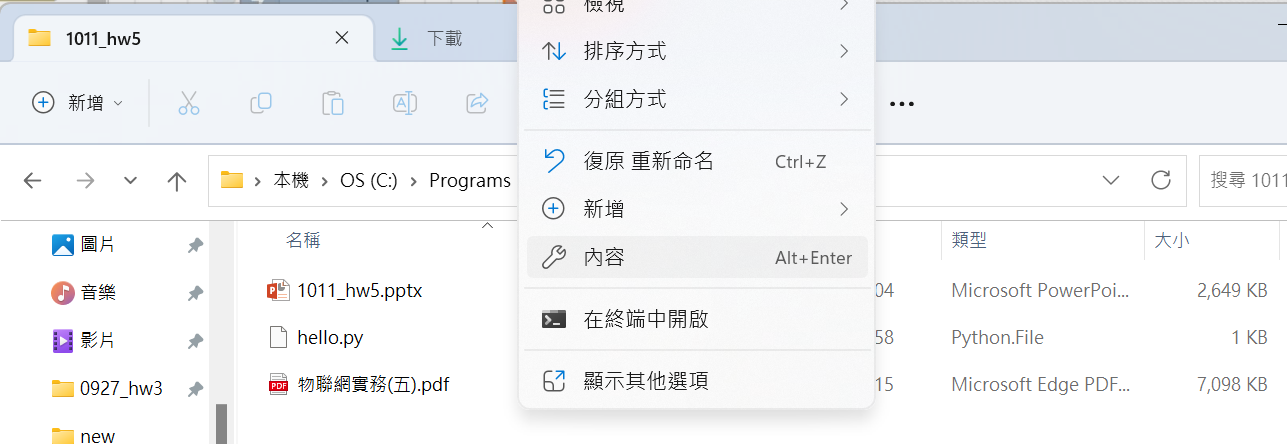 檢視
1011_hw5
下載
排序方式
新增
分組方式
復原 重新命名 Ctrl+Z
本機 > OS (C:) > Programs
搜尋 1011
新增
圖片
名稱
類型
大小
內容 Alt+Enter
音樂
1011_hw5.pptx
04
Microsoft PowerPoi...
2,649 KB
在終端中開啟
影片
hello.py
58
Python.File
1 KB
0927_hw3
物聯網實務(五).pdf
顯示其他選項
15
Microsoft Edge PDF...
7,098 KB
new